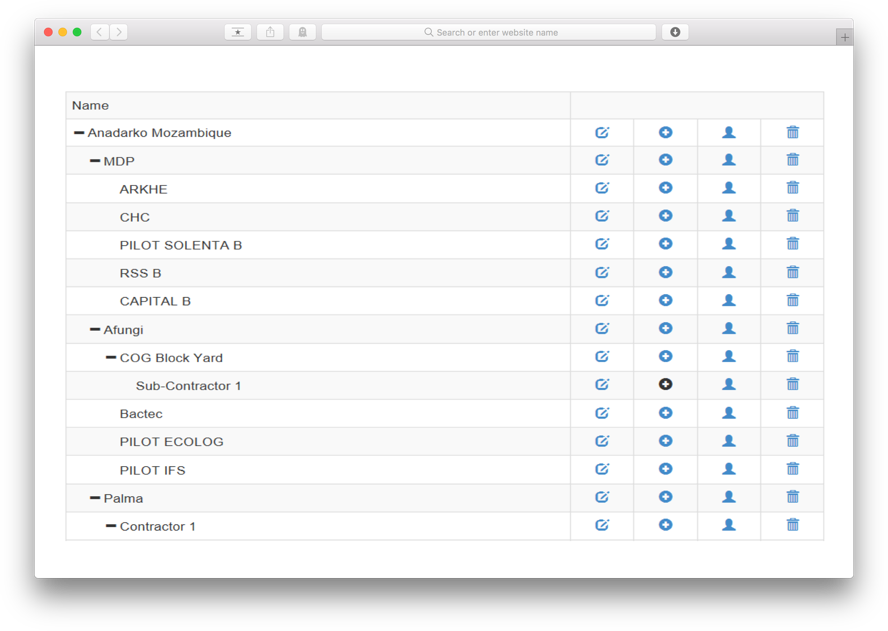 Search or enter website name
Name
Anadarko Mozambique
MDP
ARKHE
CHC
PILOT SOLENTA B
RSS B
CAPITAL B
Afungi
COG Block Yard
Sub-Contractor 1
Bactec
PILOT ECOLOG
PILOT IFS
Palma
Contractor 1